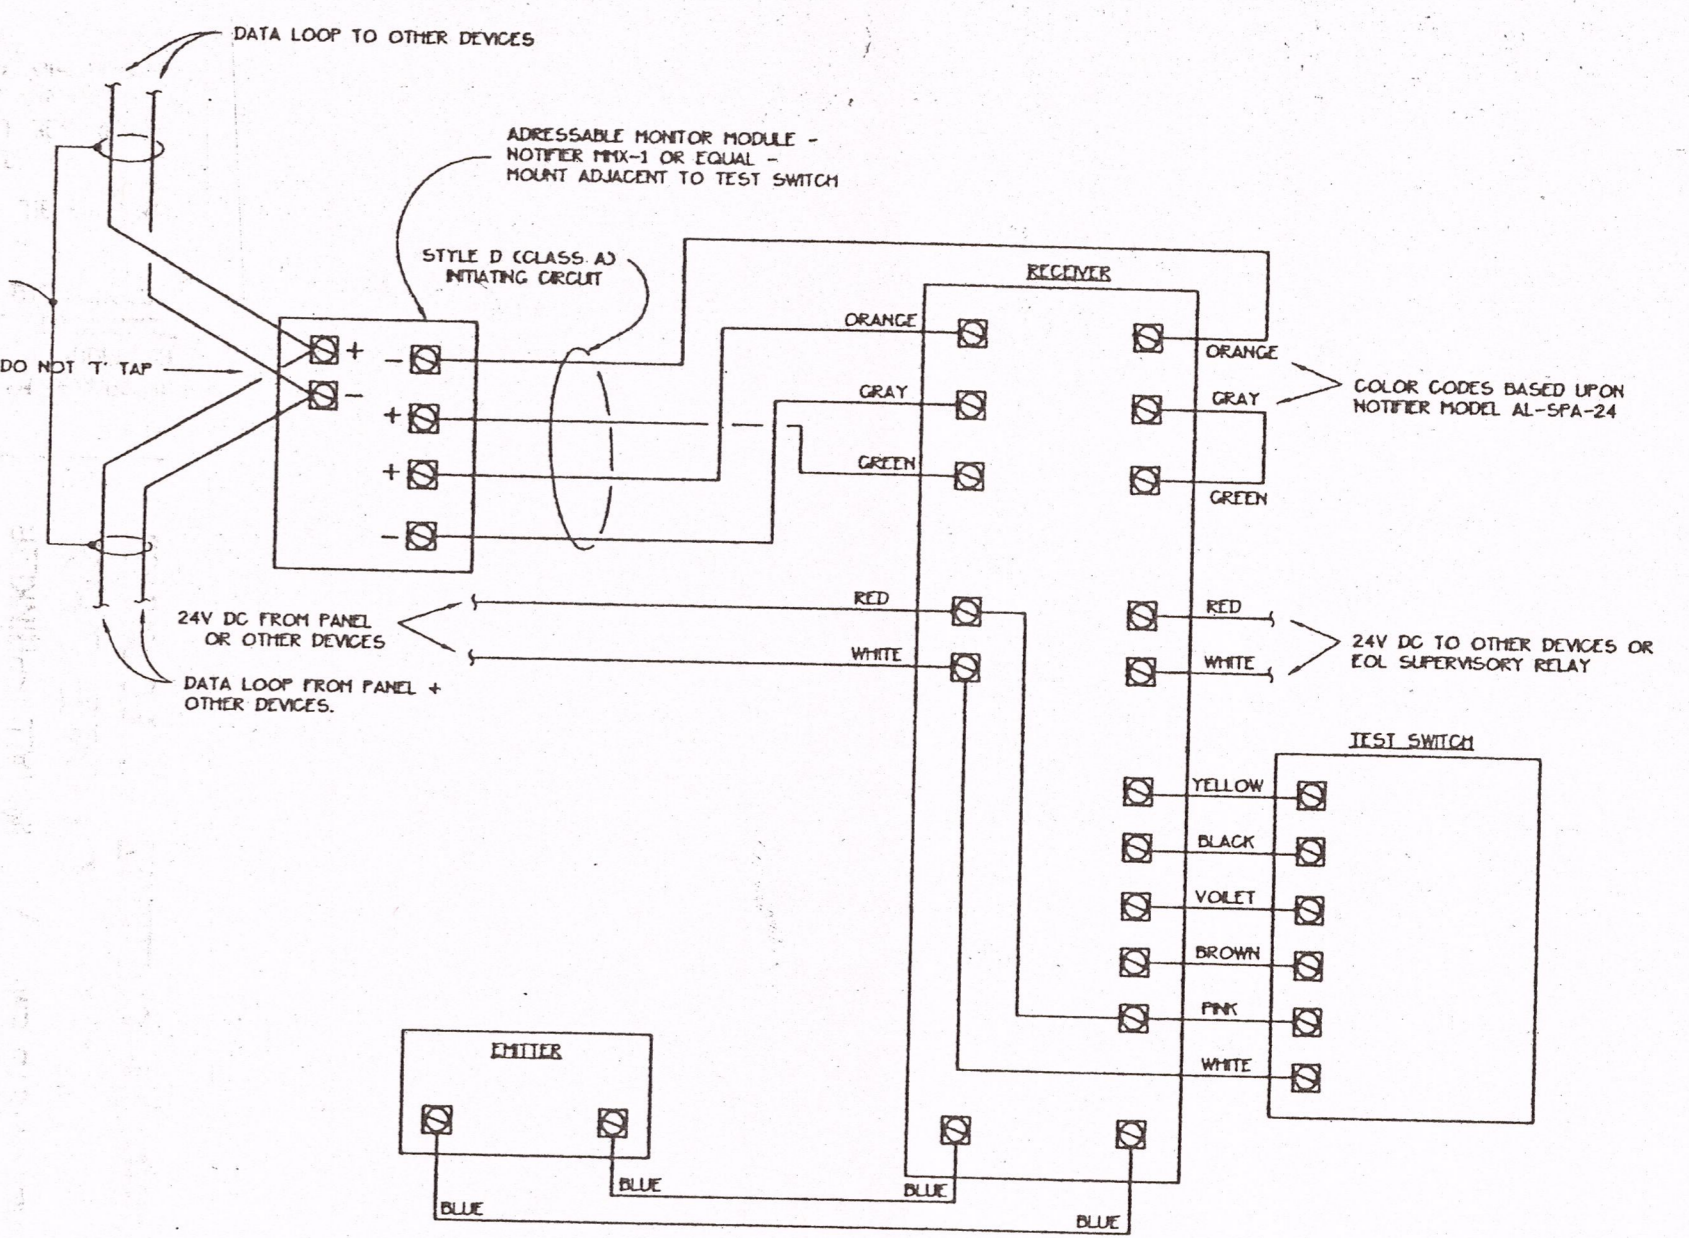 DATA LOOP TO OTHER DEVICES
ADRESSABLE MONITOR MODULE -
NOTIFIER MMX-1 OR EQUAL -
MOUNT ADJACENT TO TEST SWITCH
STYLE D (CLASS A)
INITIATING CIRCUIT
RECEIVER
ORANGE
ORANGE
+
-
DO NOT 'T' TAP
-
COLOR CODES BASED UPON
NOTIFIER MODEL AL-SPA-24
GRAY
GRAY
+
+
GREEN
GREEN
-
24V DC FROM PANEL
OR OTHER DEVICES
RED
RED
WHITE
WHITE
24V DC TO OTHER DEVICES OR
EOL SUPERVISORY RELAY
DATA LOOP FROM PANEL +
OTHER DEVICES.
TEST SWITCH
YELLOW
BLACK
VOILET
BROWN
PINK
WHITE
EMITTER
BLUE
BLUE
BLUE
BLUE